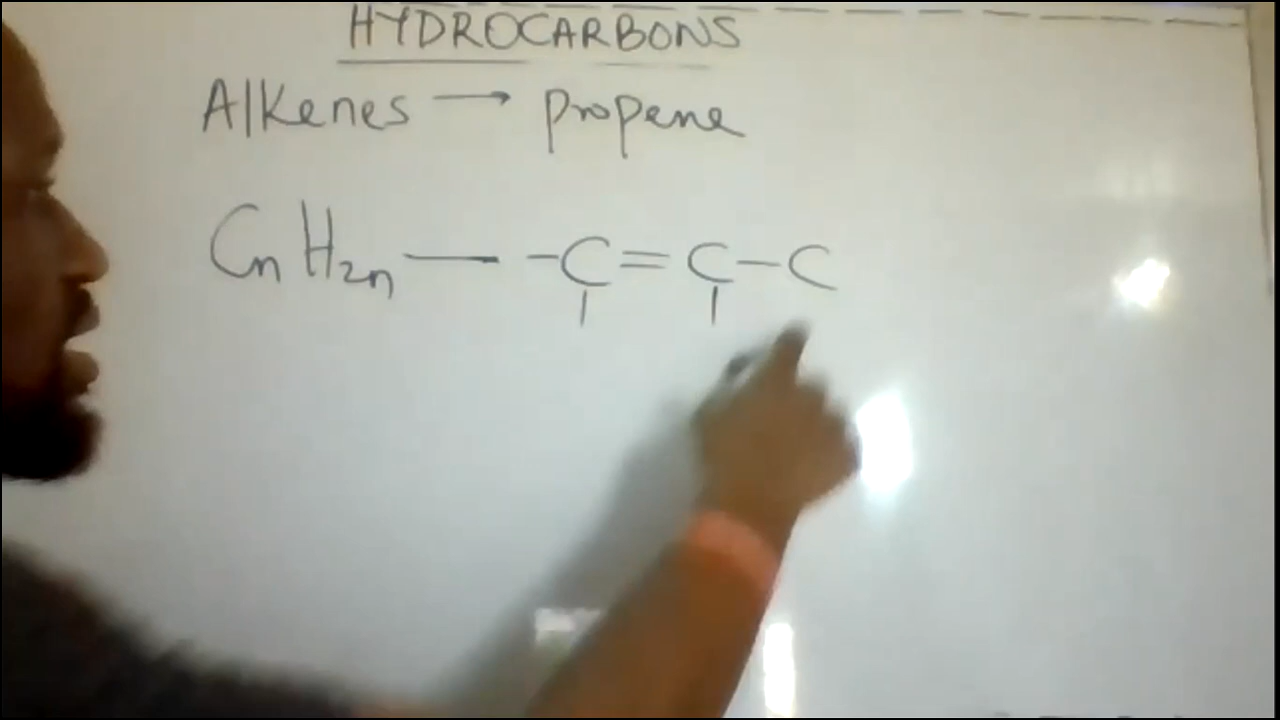 HYDROCARBONS
Alkenes → propene
CnH2n — -C=C-C